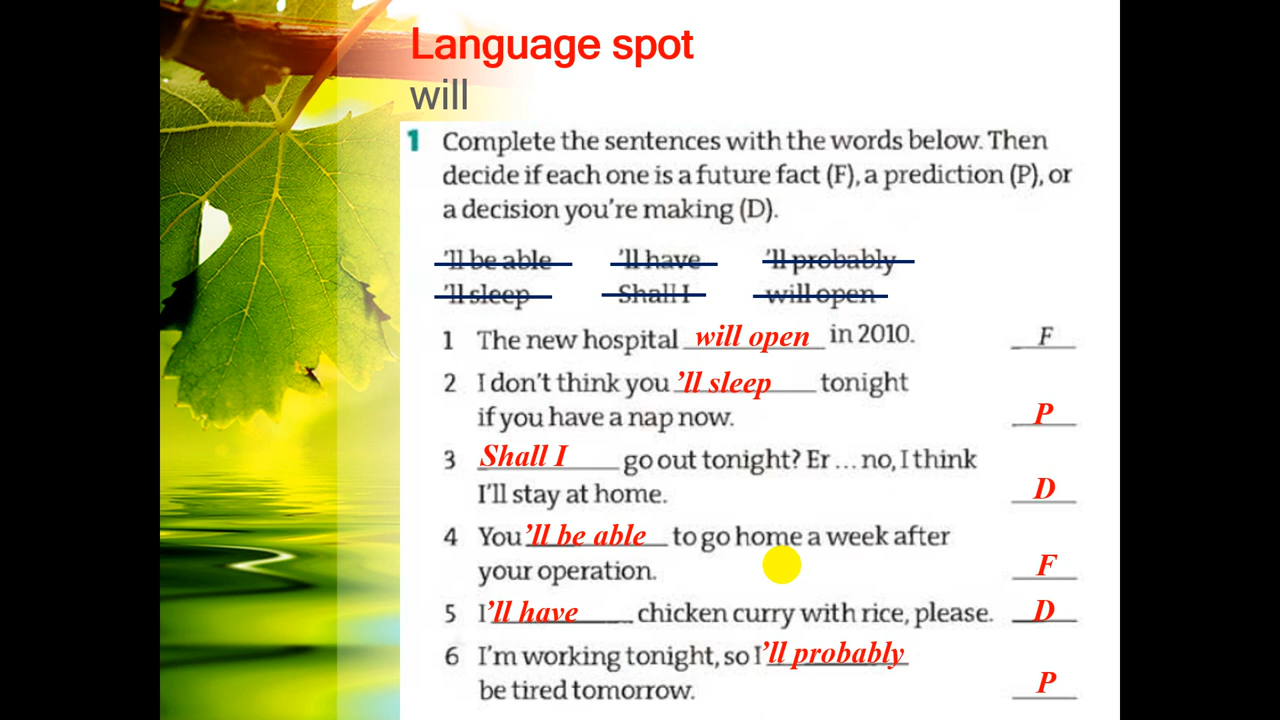 Language spot
will
1 Complete the sentences with the words below. Then
decide if each one is a future fact (F), a prediction (P), or
a decision you're making (D).
'll be able 'll have 'll probably
'll sleep Shall I will open
1 The new hospital will open in 2010. F
2 I don't think you 'll sleep tonight
if you have a nap now. P
3 Shall I go out tonight? Er ... no, I think
I'll stay at home. D
4 You 'll be able to go home a week after
your operation. F
5 I 'll have chicken curry with rice, please. D
6 I'm working tonight, so I 'll probably
be tired tomorrow. P